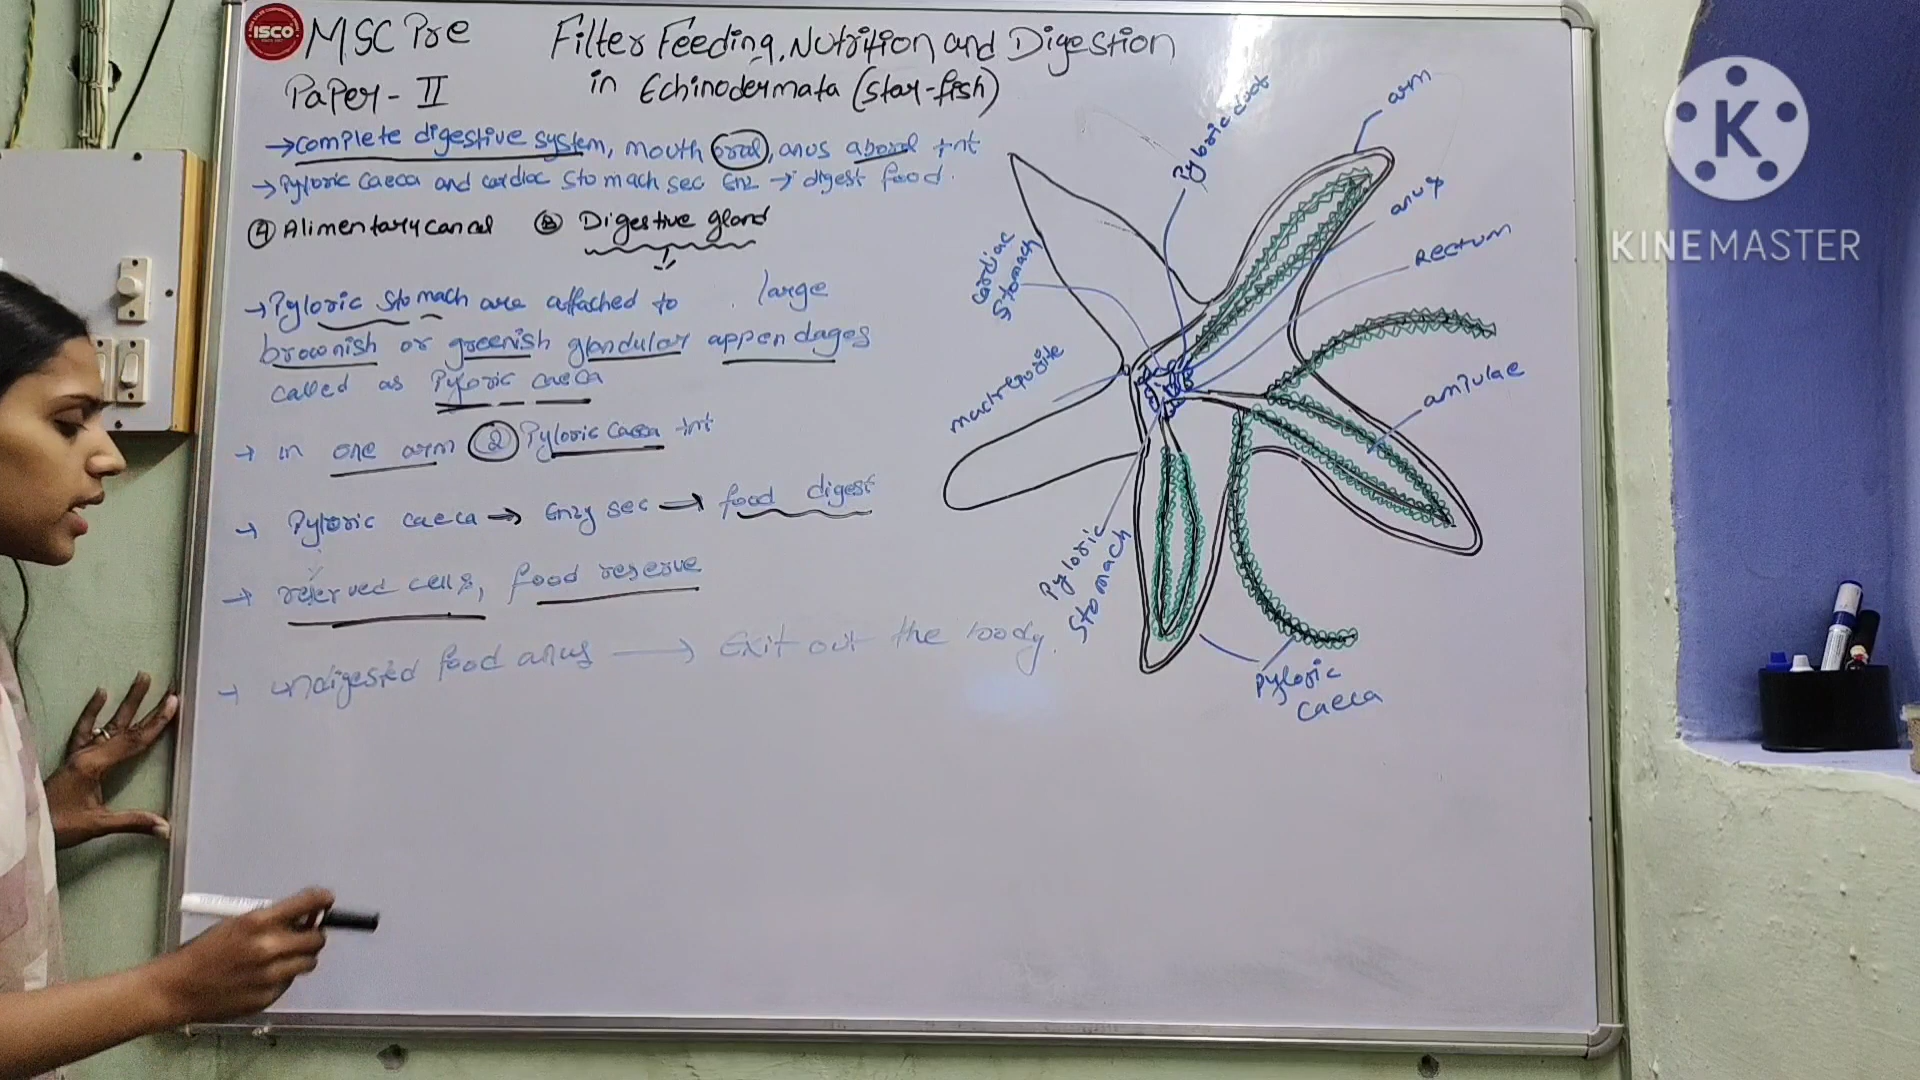 ISCO MSC Pre Filter Feeding, Nutrition and Digestion
Paper - II in Echinodermata (star-fish)
→ complete digestive system, mouth oral, anus aboral +nt
→ Pyloric caeca and cardiac stomach sec Enz → digest food.
A Alimentary canal B Digestive gland
→ Pyloric stomach are attached to large
brownish or greenish glandular appendages
called as Pyloric caeca
→ in one arm 2 Pyloric caeca +nt
→ Pyloric caeca → Enzy sec → food digest
→ reserved cells, food reserve
→ undigested food anus → Exit out the body.
Pyloric duct
arm
anus
Rectum
cardiac
stomach
madreposite
ampulae
Pyloric
stomach
Pyloric
caeca
K
KINEMASTER